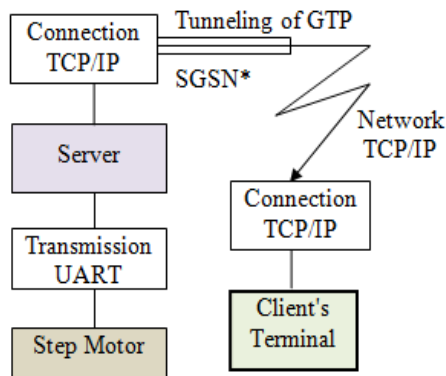 Connection
TCP/IP
Tunneling of GTP
SGSN*
Network
TCP/IP
Server
Connection
TCP/IP
Transmission
UART
Client's
Terminal
Step Motor